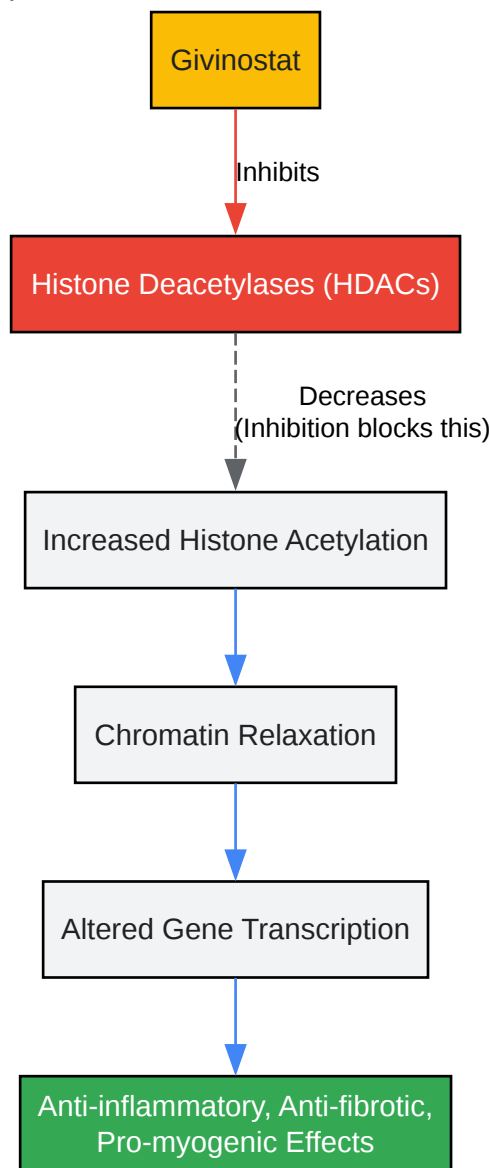 Givinostat
Inhibits
Histone Deacetylases (HDACs)
Decreases
(Inhibition blocks this)
Increased Histone Acetylation
Chromatin Relaxation
Altered Gene Transcription
Anti-inflammatory, Anti-fibrotic,
Pro-myogenic Effects